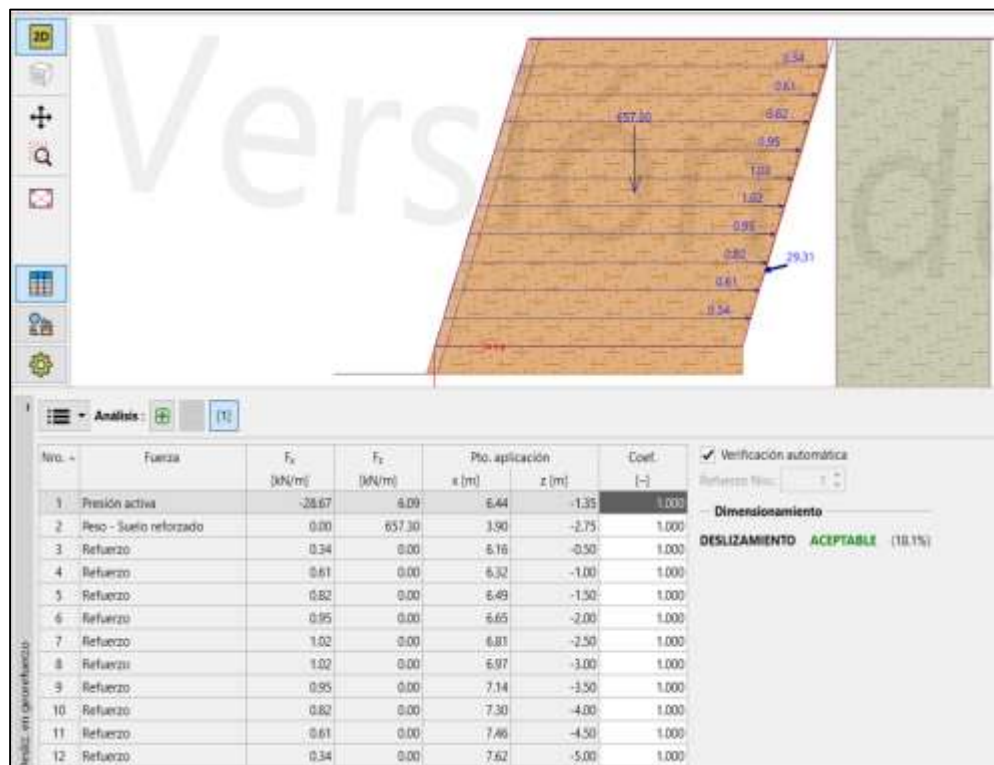 2D
Versión d
0.34
0.61
657.30
0.82
0.95
1.02
1.02
0.95
0.82
29.31
0.61
0.34
Análisis :
[1]
Nro.
Fuerza
Fx
Fz
Pto. aplicación
Coef.
[kN/m]
[kN/m]
x [m]
z [m]
[-]
1 Presión activa -28.67 6.09 6.44 -1.35 1.000
2 Peso - Suelo reforzado 0.00 657.30 3.90 -2.75 1.000
3 Refuerzo 0.34 0.00 6.16 -0.50 1.000
4 Refuerzo 0.61 0.00 6.32 -1.00 1.000
5 Refuerzo 0.82 0.00 6.49 -1.50 1.000
6 Refuerzo 0.95 0.00 6.65 -2.00 1.000
7 Refuerzo 1.02 0.00 6.81 -2.50 1.000
8 Refuerzo 1.02 0.00 6.97 -3.00 1.000
9 Refuerzo 0.95 0.00 7.14 -3.50 1.000
10 Refuerzo 0.82 0.00 7.30 -4.00 1.000
11 Refuerzo 0.61 0.00 7.46 -4.50 1.000
12 Refuerzo 0.34 0.00 7.62 -5.00 1.000
Verificación automática
Refuerzo Nro.: 1
Dimensionamiento
DESLIZAMIENTO ACEPTABLE (18.1%)
en georrefuerzo